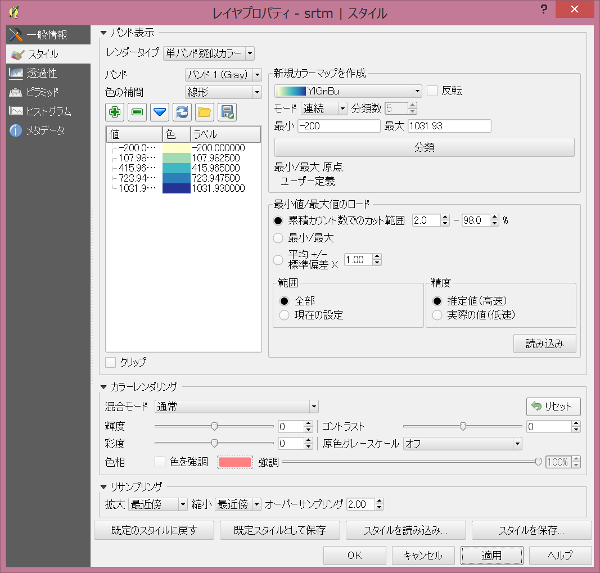 レイヤプロパティ - srtm | スタイル
?
一般情報
スタイル
透過性
ピラミッド
ヒストグラム
メタデータ
バンド表示
レンダータイプ 単バンド疑似カラー
バンド バンド 1 (Gray)
色の補間 線形
値 色 ラベル
-200.0… -200.000000
107.98… 107.982500
415.96… 415.965000
723.94… 723.947500
1031.9… 1031.930000
クリップ
新規カラーマップを作成
YlGnBu 反転
モード 連続 分類数 5
最小 -200 最大 1031.93
分類
最小/最大 原点
ユーザー定義
最小値/最大値のロード
累積カウント数でのカット範囲 2.0 - 98.0 %
最小/最大
平均 +/-
標準偏差 × 1.00
範囲
全部
現在の設定
精度
推定値(高速)
実際の値(低速)
読み込み
カラーレンダリング
混合モード 通常 リセット
輝度 0 コントラスト 0
彩度 0 原色グレースケール オフ
色相 色を強調 強調 100%
リサンプリング
拡大 最近傍 縮小 最近傍 オーバーサンプリング 2.00
既定のスタイルに戻す 既定スタイルとして保存 スタイルを読み込み... スタイルを保存...
OK キャンセル 適用 ヘルプ